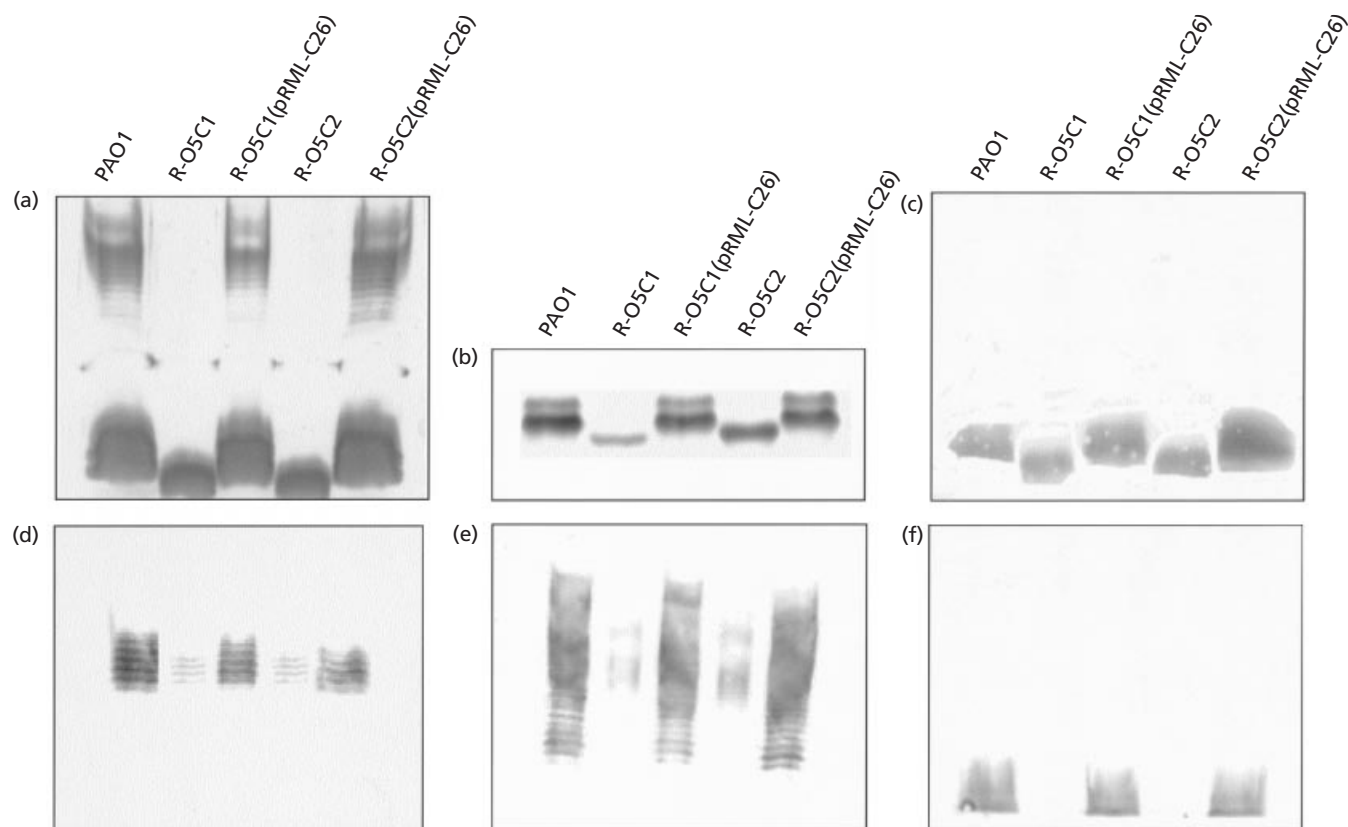 PAO1
R-O5C1
R-O5C1(pRML-C26)
R-O5C2
R-O5C2(pRML-C26)
(a)
PAO1
R-O5C1
R-O5C1(pRML-C26)
R-O5C2
R-O5C2(pRML-C26)
(b)
PAO1
R-O5C1
R-O5C1(pRML-C26)
R-O5C2
R-O5C2(pRML-C26)
(c)
(d)
(e)
(f)